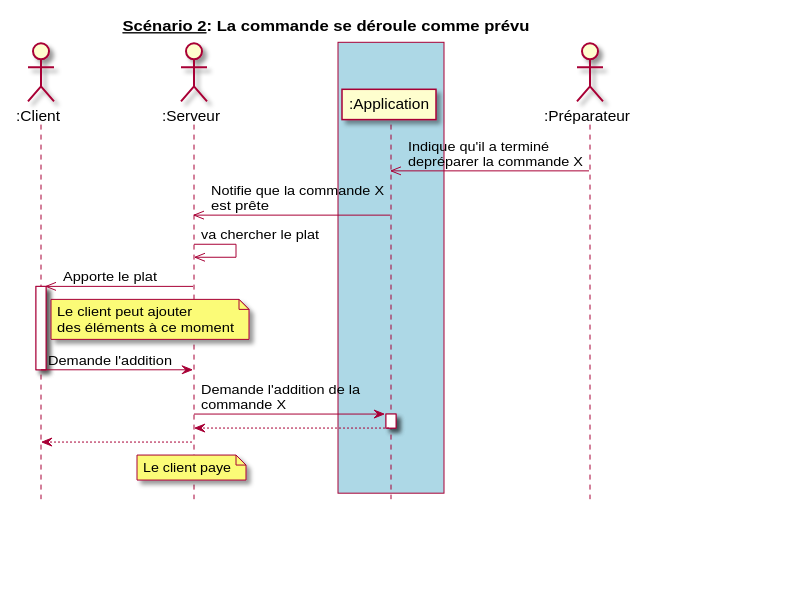 Scénario 2: La commande se déroule comme prévu
:Client
:Serveur
:Application
:Préparateur
Indique qu'il a terminé
depréparer la commande X
Notifie que la commande X
est prête
va chercher le plat
Apporte le plat
Le client peut ajouter
des éléments à ce moment
Demande l'addition
Demande l'addition de la
commande X
Le client paye